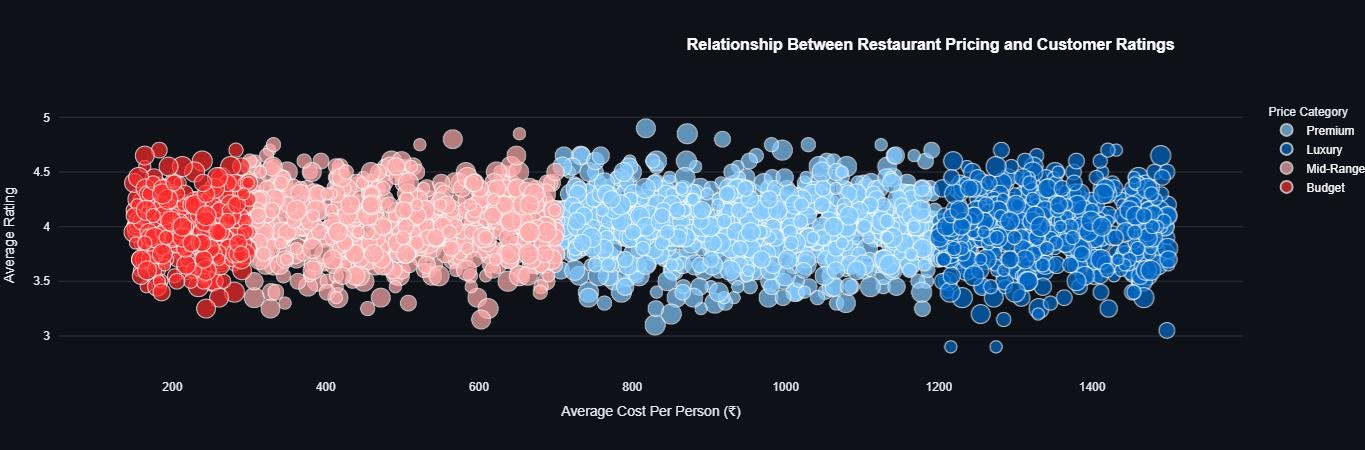 Relationship Between Restaurant Pricing and Customer Ratings
Price Category
Premium
Luxury
Mid-Range
Budget
Average Rating
5
4.5
4
3.5
3
200
400
600
800
1000
1200
1400
Average Cost Per Person (₹)